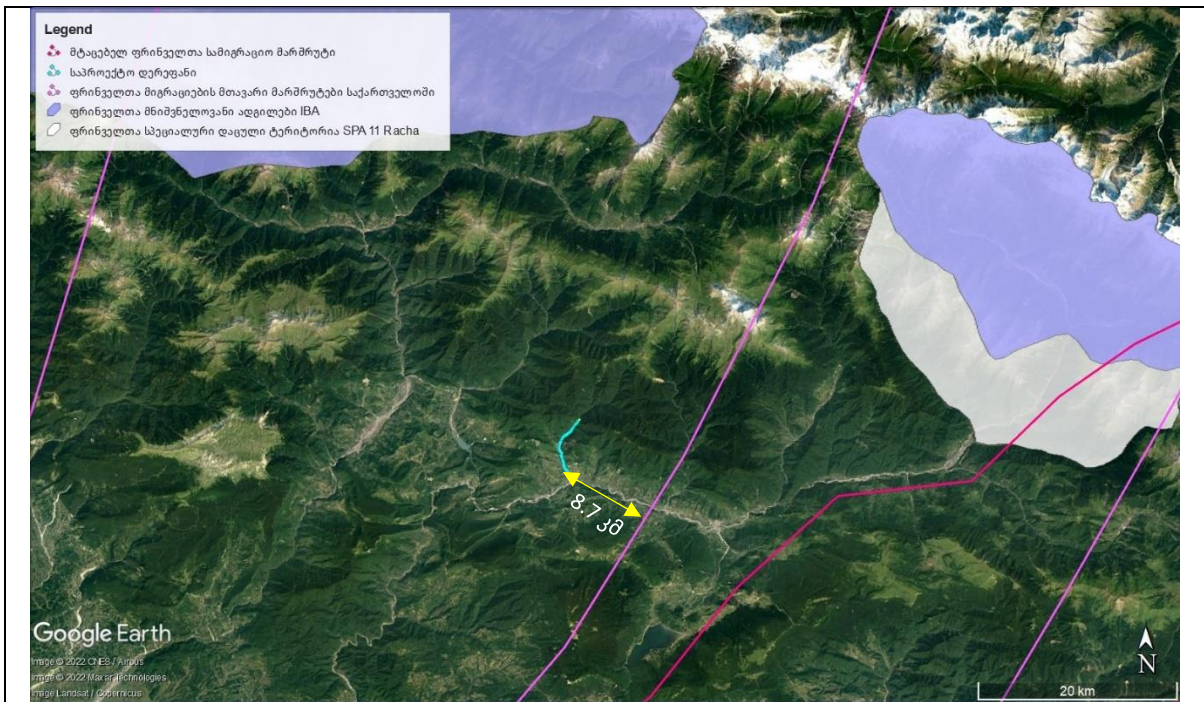 Legend
მტაცებელ ფრინველთა სამიგრაციო მარშრუტი
საპროექტო დერეფანი
ფრინველთა მიგრაციების მთავარი მარშრუტები საქართველოში
ფრინველთა მნიშვნელოვანი ადგილები IBA
ფრინველთა სპეციალური დაცული ტერიტორია SPA 11 Racha
8.7 კმ
Google Earth
Image © 2022 CNES / Airbus
Image © 2022 Maxar Technologies
Image Landsat / Copernicus
N
20 km